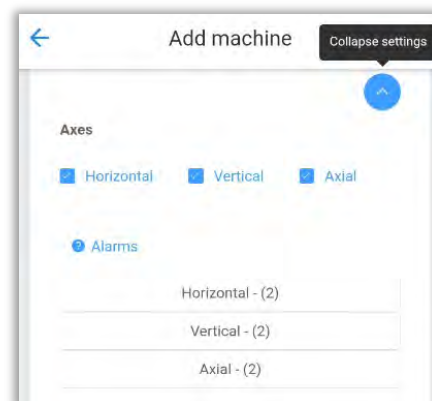 Add machine
Collapse settings
Axes
Horizontal Vertical Axial
Alarms
Horizontal - (2)
Vertical - (2)
Axial - (2)